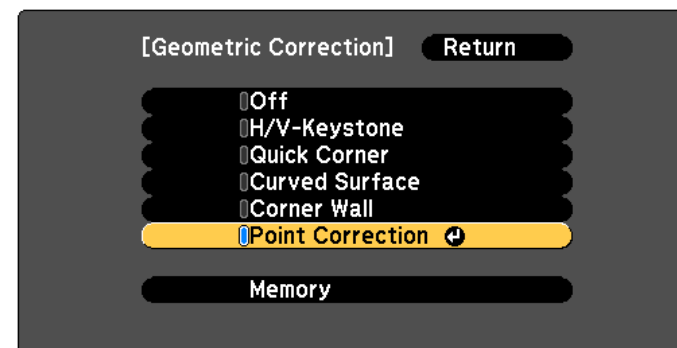 [Geometric Correction] Return
Off
H/V-Keystone
Quick Corner
Curved Surface
Corner Wall
Point Correction
Memory